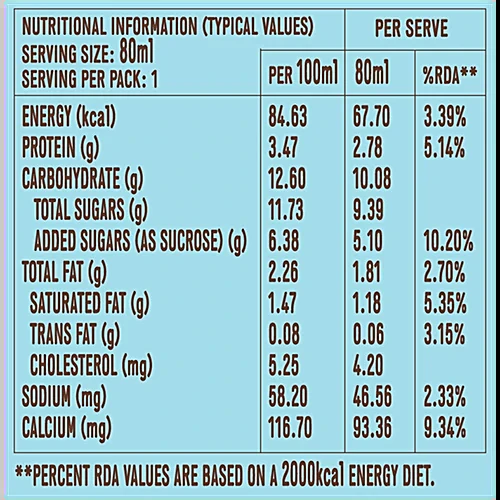 NUTRITIONAL INFORMATION (TYPICAL VALUES) PER SERVE
SERVING SIZE: 80ml
SERVING PER PACK: 1 PER 100ml 80ml %RDA**
ENERGY (kcal) 84.63 67.70 3.39%
PROTEIN (g) 3.47 2.78 5.14%
CARBOHYDRATE (g) 12.60 10.08
TOTAL SUGARS (g) 11.73 9.39
ADDED SUGARS (AS SUCROSE) (g) 6.38 5.10 10.20%
TOTAL FAT (g) 2.26 1.81 2.70%
SATURATED FAT (g) 1.47 1.18 5.35%
TRANS FAT (g) 0.08 0.06 3.15%
CHOLESTEROL (mg) 5.25 4.20
SODIUM (mg) 58.20 46.56 2.33%
CALCIUM (mg) 116.70 93.36 9.34%
**PERCENT RDA VALUES ARE BASED ON A 2000kcal ENERGY DIET.